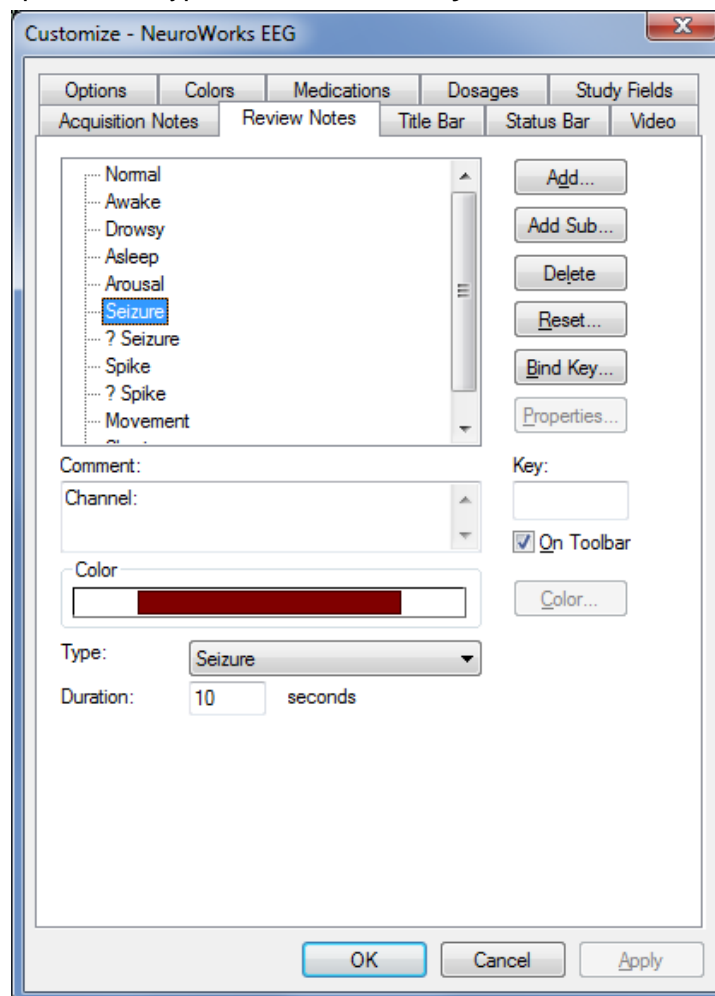 Customize - NeuroWorks EEG
Options Colors Medications Dosages Study Fields
Acquisition Notes Review Notes Title Bar Status Bar Video
Normal
Awake
Drowsy
Asleep
Arousal
Seizure
? Seizure
Spike
? Spike
Movement
Add...
Add Sub...
Delete
Reset...
Bind Key...
Properties...
Comment:
Channel:
Key:
On Toolbar
Color
Color...
Type: Seizure
Duration: 10 seconds
OK Cancel Apply